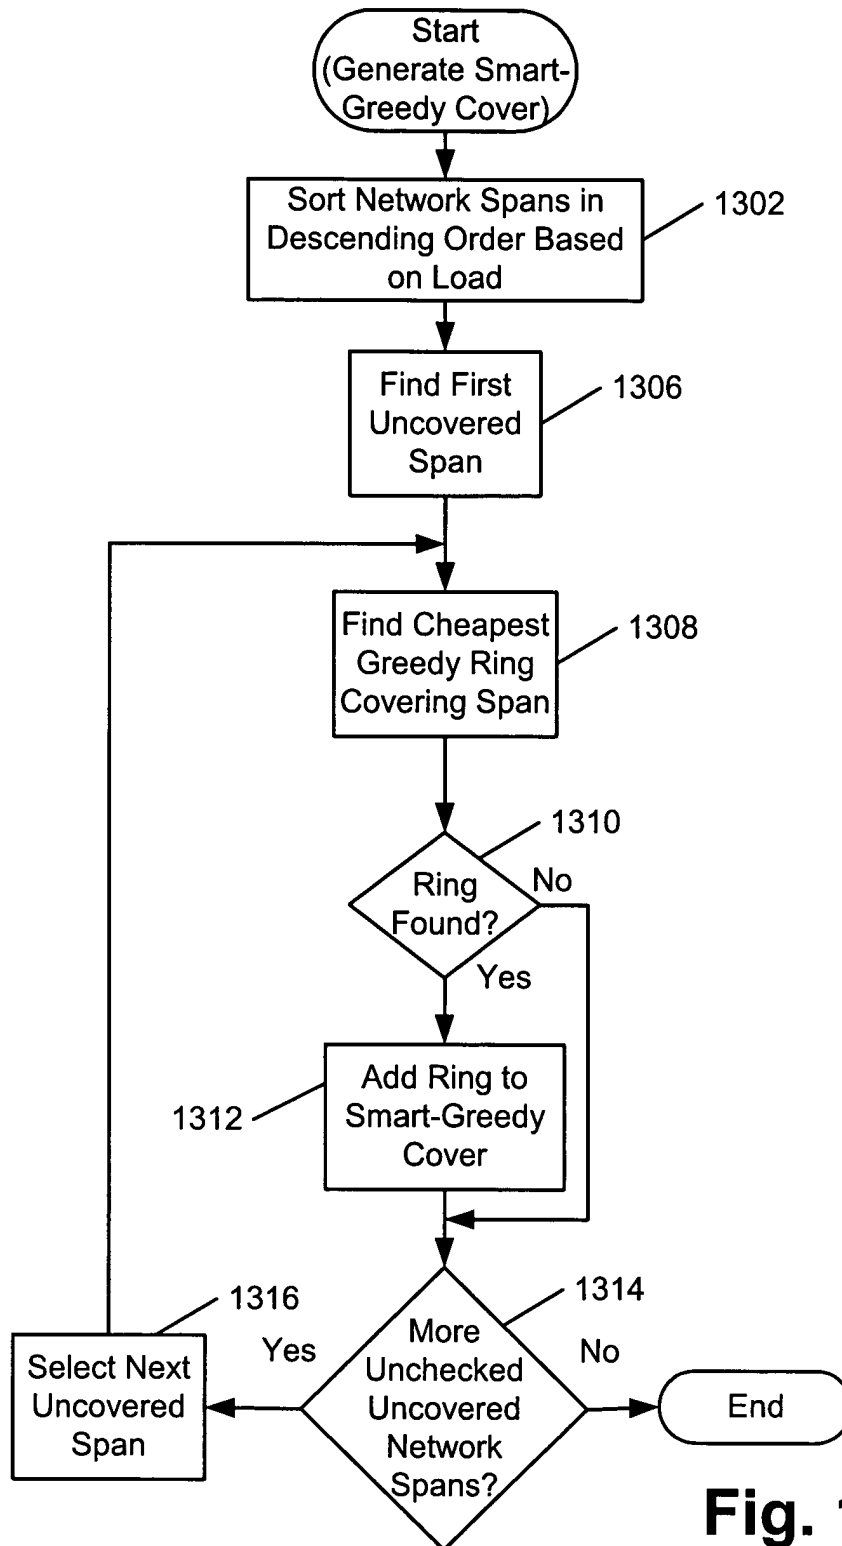 Start
(Generate Smart-
Greedy Cover)
Sort Network Spans in
Descending Order Based
on Load
1302
Find First
Uncovered
Span
1306
Find Cheapest
Greedy Ring
Covering Span
1308
1310
Ring
Found?
No
Yes
Add Ring to
Smart-Greedy
Cover
1312
1314
More
Unchecked
Uncovered
Network
Spans?
Yes
No
1316
Select Next
Uncovered
Span
End
Fig.